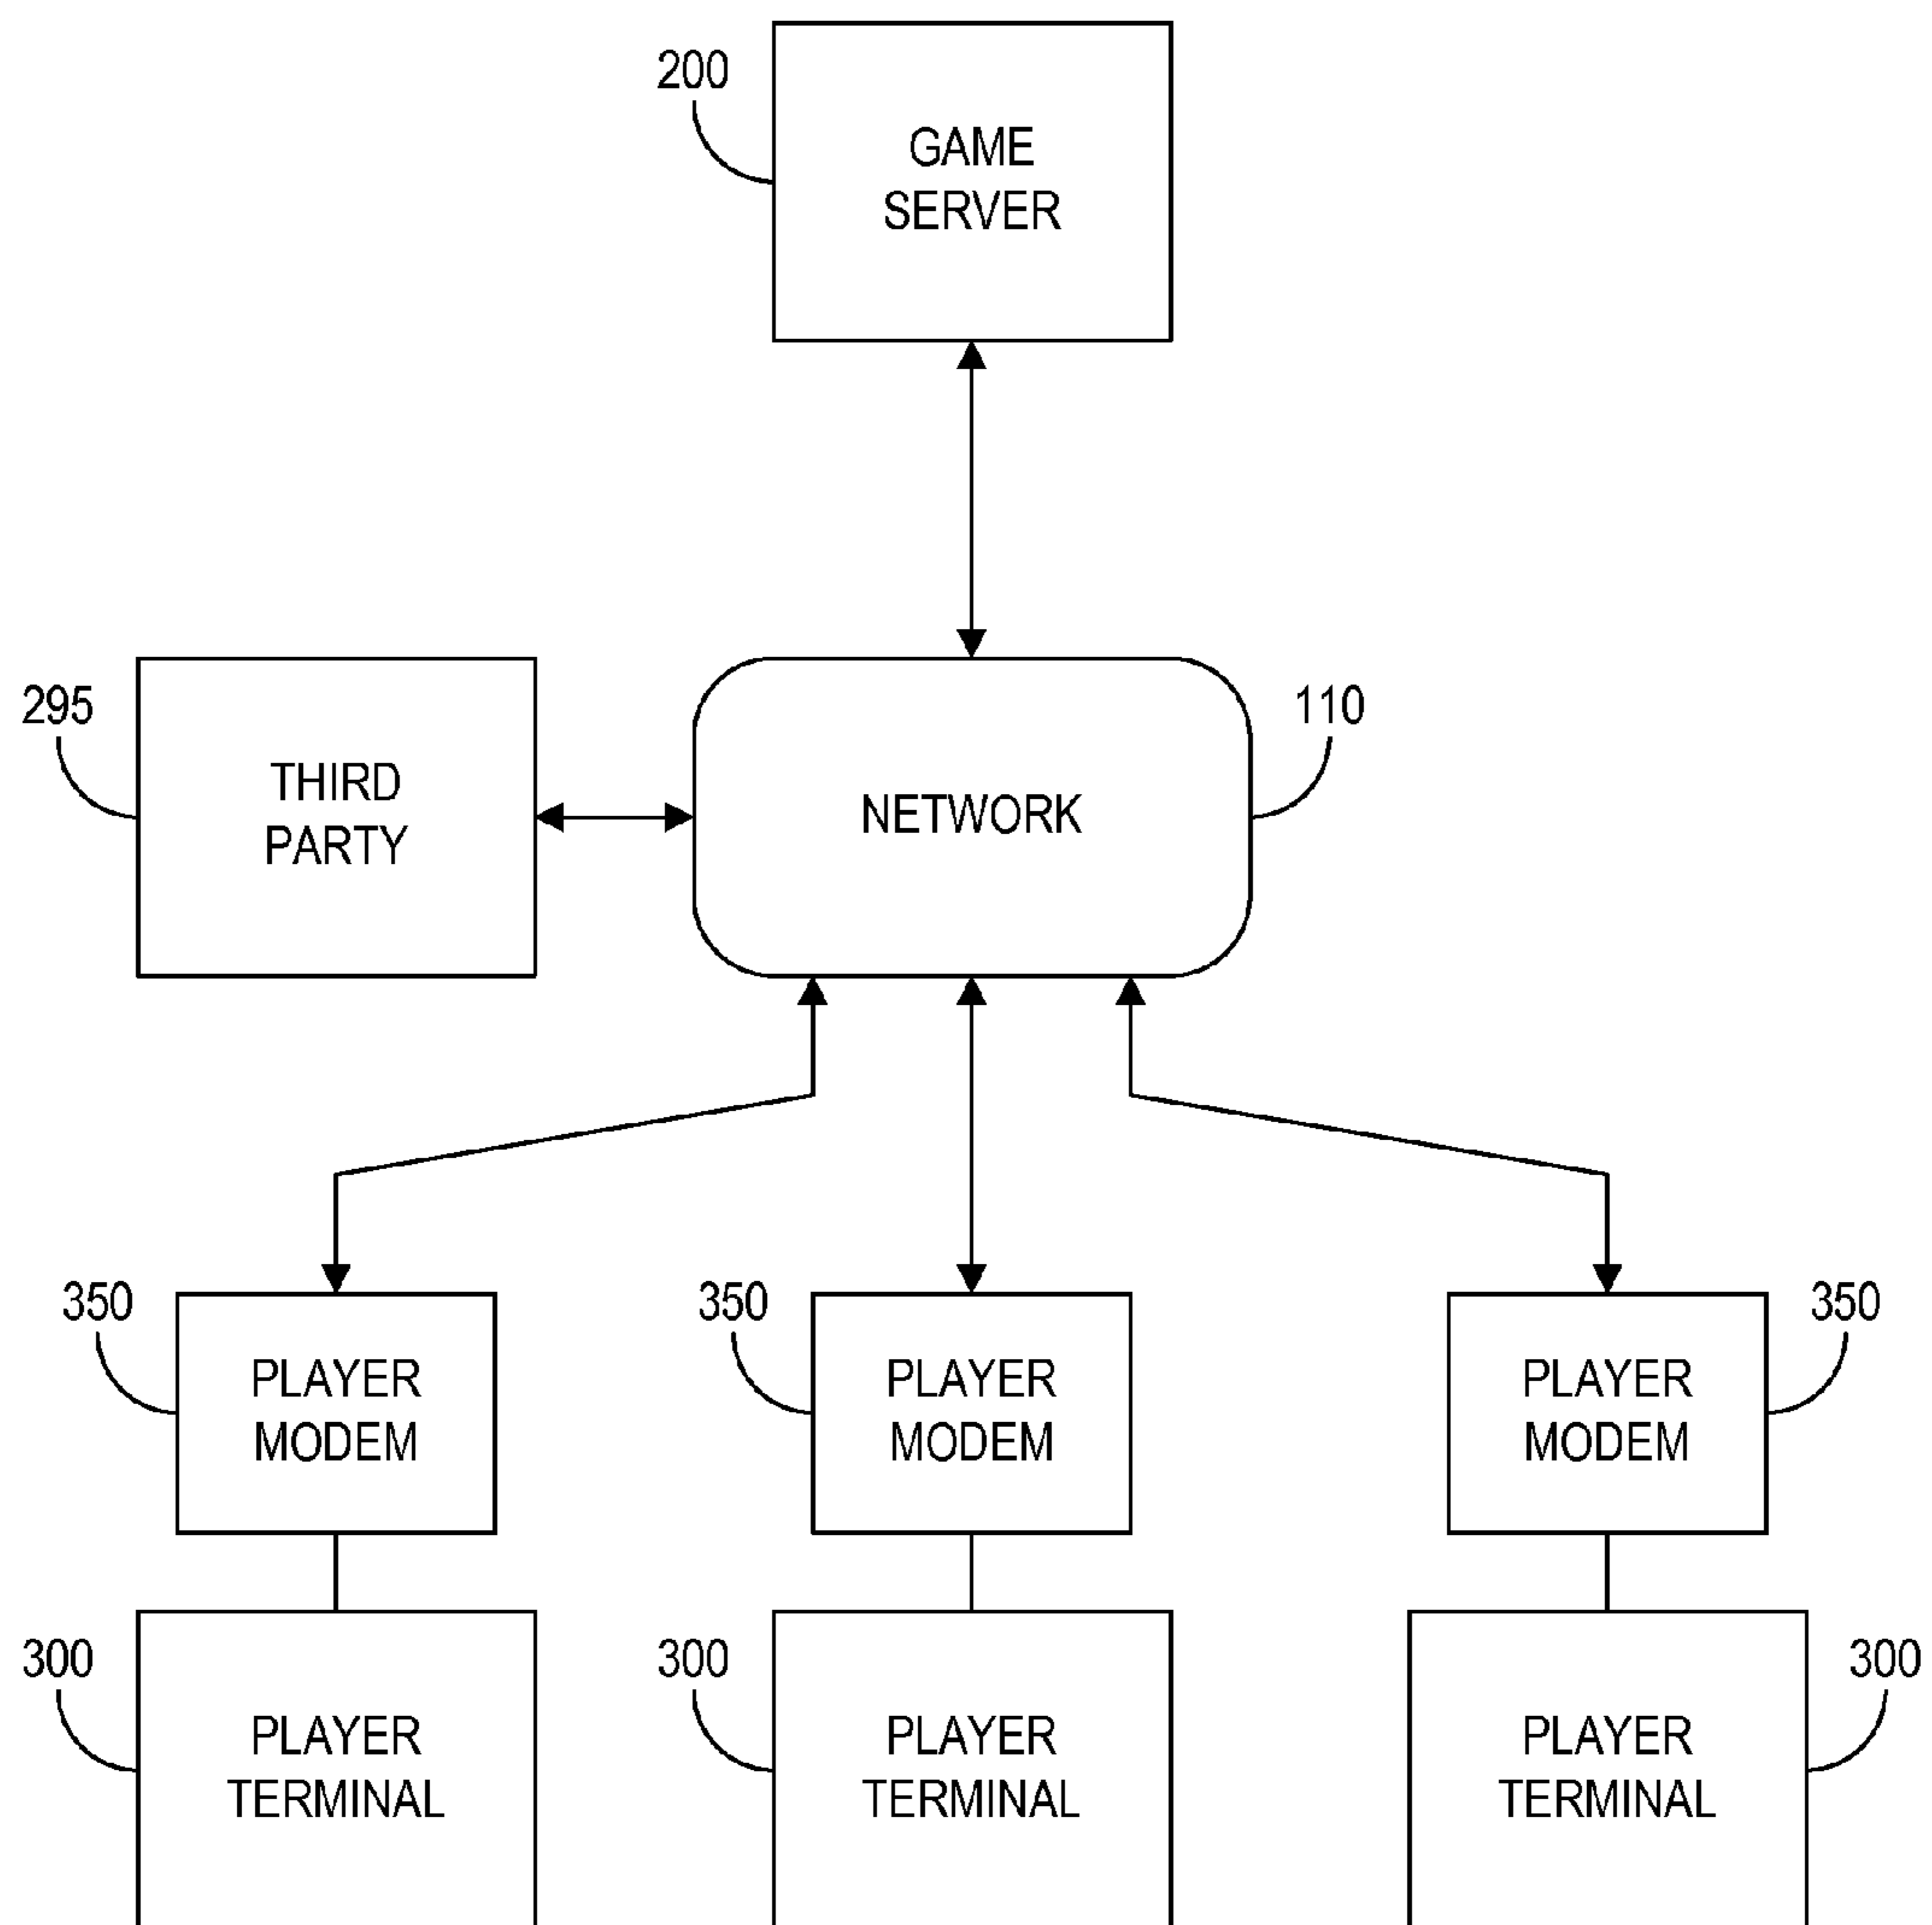 200
GAME
SERVER
295
THIRD
PARTY
NETWORK
110
350
PLAYER
MODEM
350
PLAYER
MODEM
PLAYER
MODEM
350
300
PLAYER
TERMINAL
300
PLAYER
TERMINAL
PLAYER
TERMINAL
300